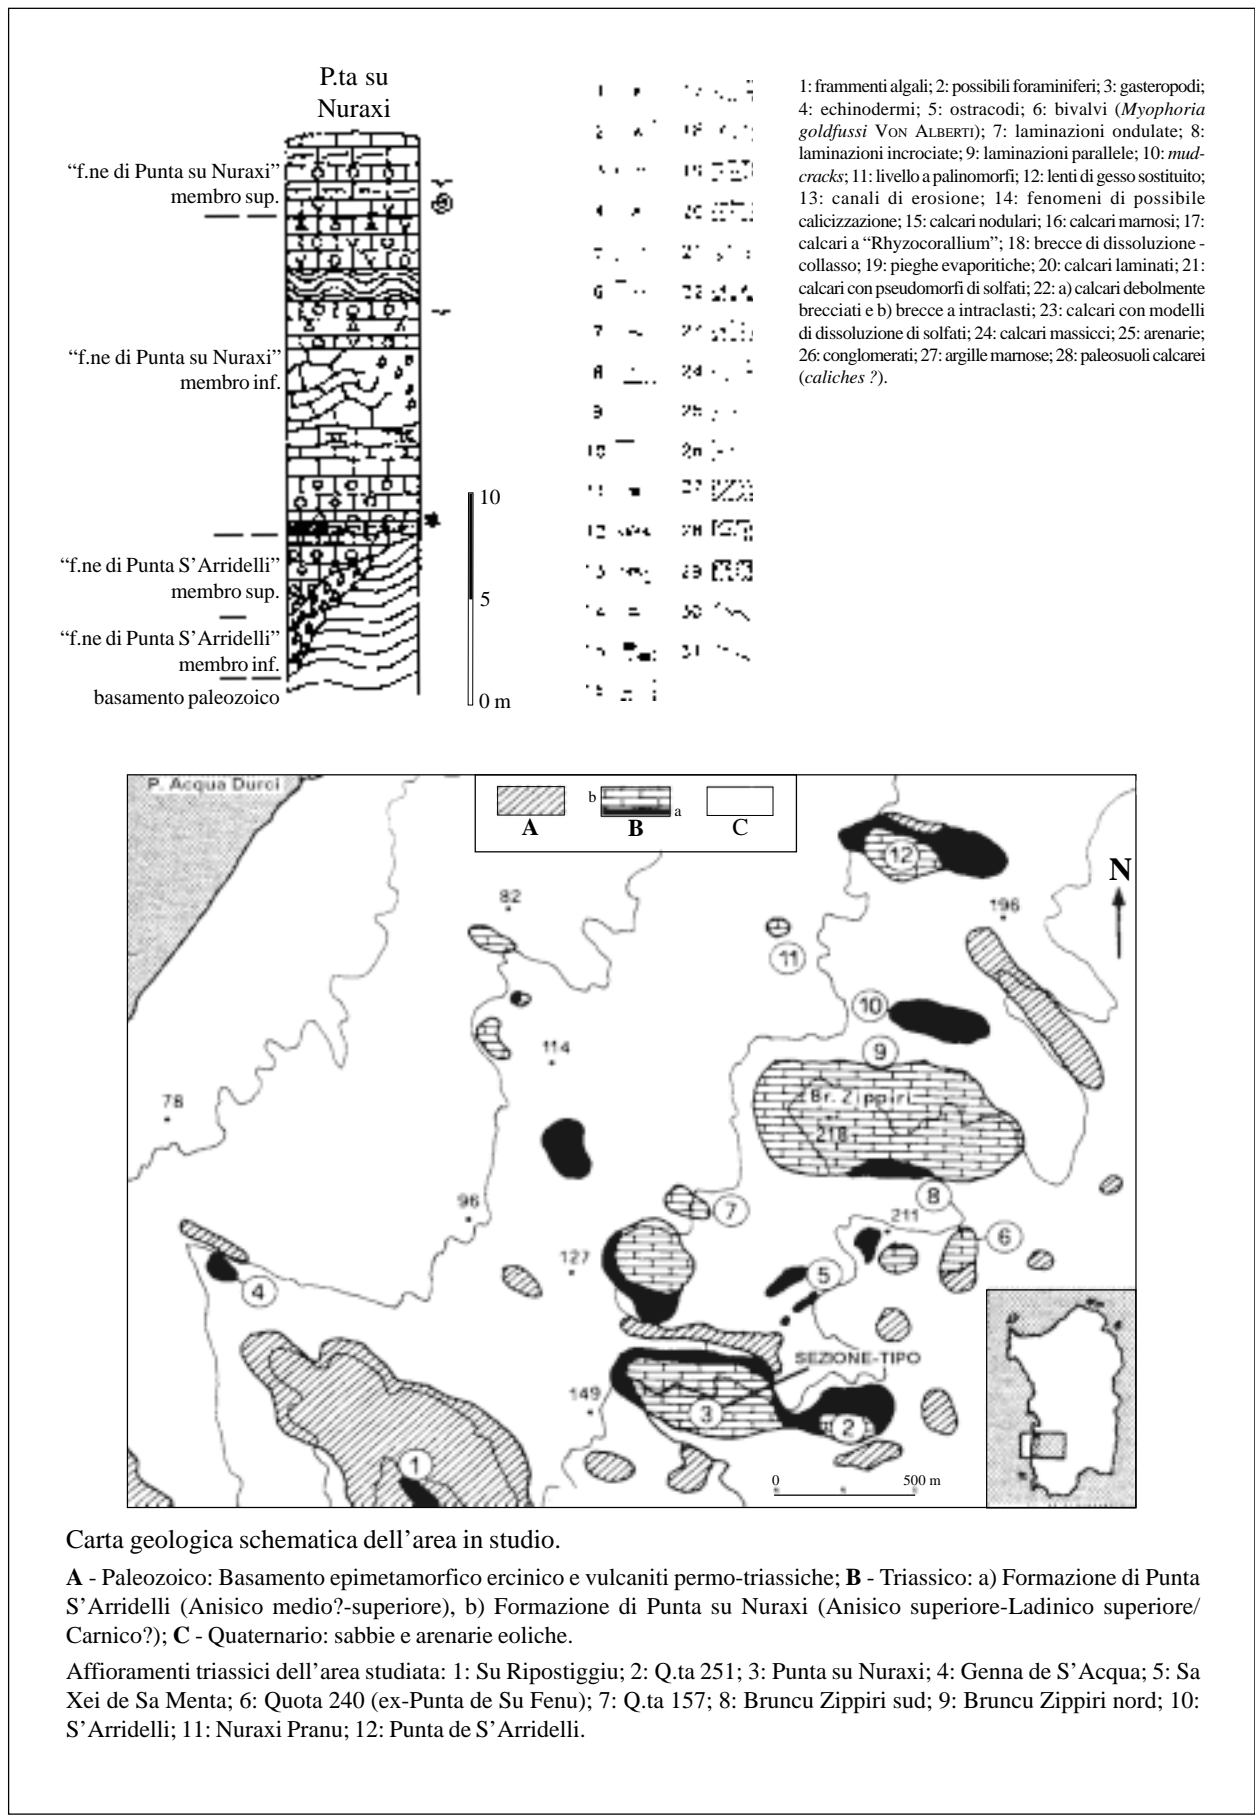 P.ta su
Nuraxi
“f.ne di Punta su Nuraxi”
membro sup.
“f.ne di Punta su Nuraxi”
membro inf.
“f.ne di Punta S’Arridelli”
membro sup.
“f.ne di Punta S’Arridelli”
membro inf.
basamento paleozoico
10
5
0 m
1: frammenti algali; 2: possibili foraminiferi; 3: gasteropodi;
4: echinodermi; 5: ostracodi; 6: bivalvi (Myophoria
goldfussi VON ALBERTI); 7: laminazioni ondulate; 8:
laminazioni incrociate; 9: laminazioni parallele; 10: mud-
cracks; 11: livello a palinomorfi; 12: lenti di gesso sostituito;
13: canali di erosione; 14: fenomeni di possibile
calicizzazione; 15: calcari nodulari; 16: calcari marnosi; 17:
calcari a “Rhyzocorallium”; 18: brecce di dissoluzione -
collasso; 19: pieghe evaporitiche; 20: calcari laminati; 21:
calcari con pseudomorfi di solfati; 22: a) calcari debolmente
brecciati e b) brecce a intraclasti; 23: calcari con modelli
di dissoluzione di solfati; 24: calcari massicci; 25: arenarie;
26: conglomerati; 27: argille marnose; 28: paleosuoli calcarei
(caliches ?).
P. Acqua Durci
b
a
A
B
C
12
N
82
196
11
10
114
9
78
Br. Zippiri
218
8
96
7
211
6
127
5
4
SEZIONE-TIPO
149
3
2
1
0
500 m
Carta geologica schematica dell’area in studio.
A - Paleozoico: Basamento epimetamorfico ercinico e vulcaniti permo-triassiche; B - Triassico: a) Formazione di Punta
S’Arridelli (Anisico medio?-superiore), b) Formazione di Punta su Nuraxi (Anisico superiore-Ladinico superiore/
Carnico?); C - Quaternario: sabbie e arenarie eoliche.
Affioramenti triassici dell’area studiata: 1: Su Ripostiggiu; 2: Q.ta 251; 3: Punta su Nuraxi; 4: Genna de S’Acqua; 5: Sa
Xei de Sa Menta; 6: Quota 240 (ex-Punta de Su Fenu); 7: Q.ta 157; 8: Bruncu Zippiri sud; 9: Bruncu Zippiri nord; 10:
S’Arridelli; 11: Nuraxi Pranu; 12: Punta de S’Arridelli.